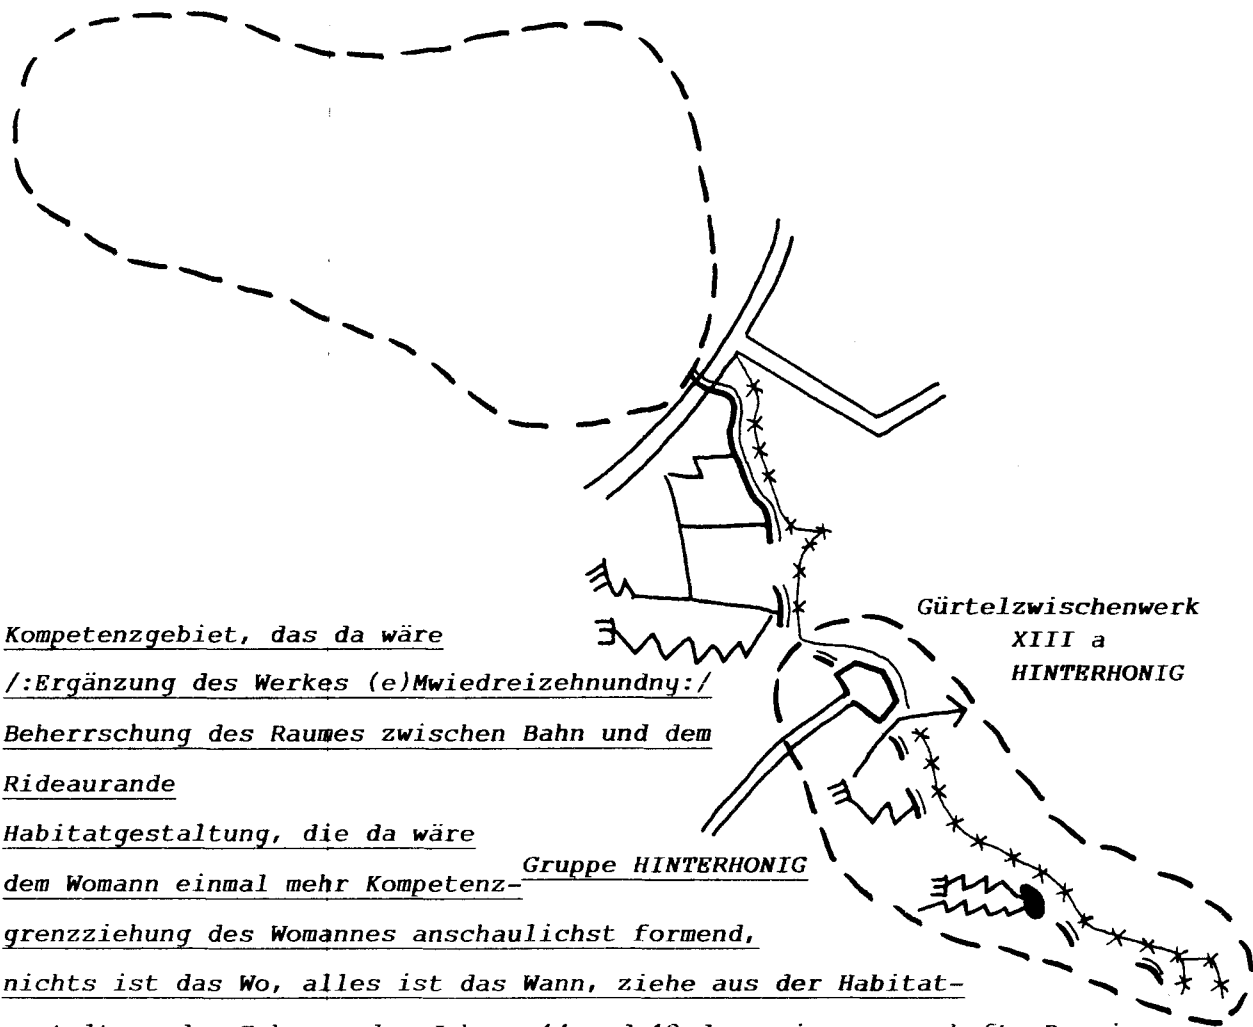 Gürtelzwischenwerk
XIII a
HINTERHONIG
Kompetenzgebiet, das da wäre
/:Ergänzung des Werkes (e)Mwiedreizehnundny:/
Beherrschung des Raumes zwischen Bahn und dem
Rideaurande
Habitatgestaltung, die da wäre
Gruppe HINTERHONIG
dem Womann einmal mehr Kompetenz-
grenzziehung des Womannes anschaulichst formend,
nichts ist das Wo, alles ist das Wann, ziehe aus der Habitat-